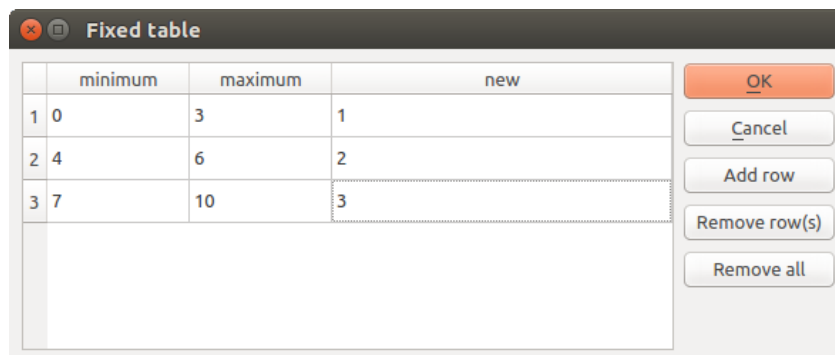 Fixed table
minimum maximum new
OK
1 0 3 1
Cancel
2 4 6 2
Add row
3 7 10 3
Remove row(s)
Remove all